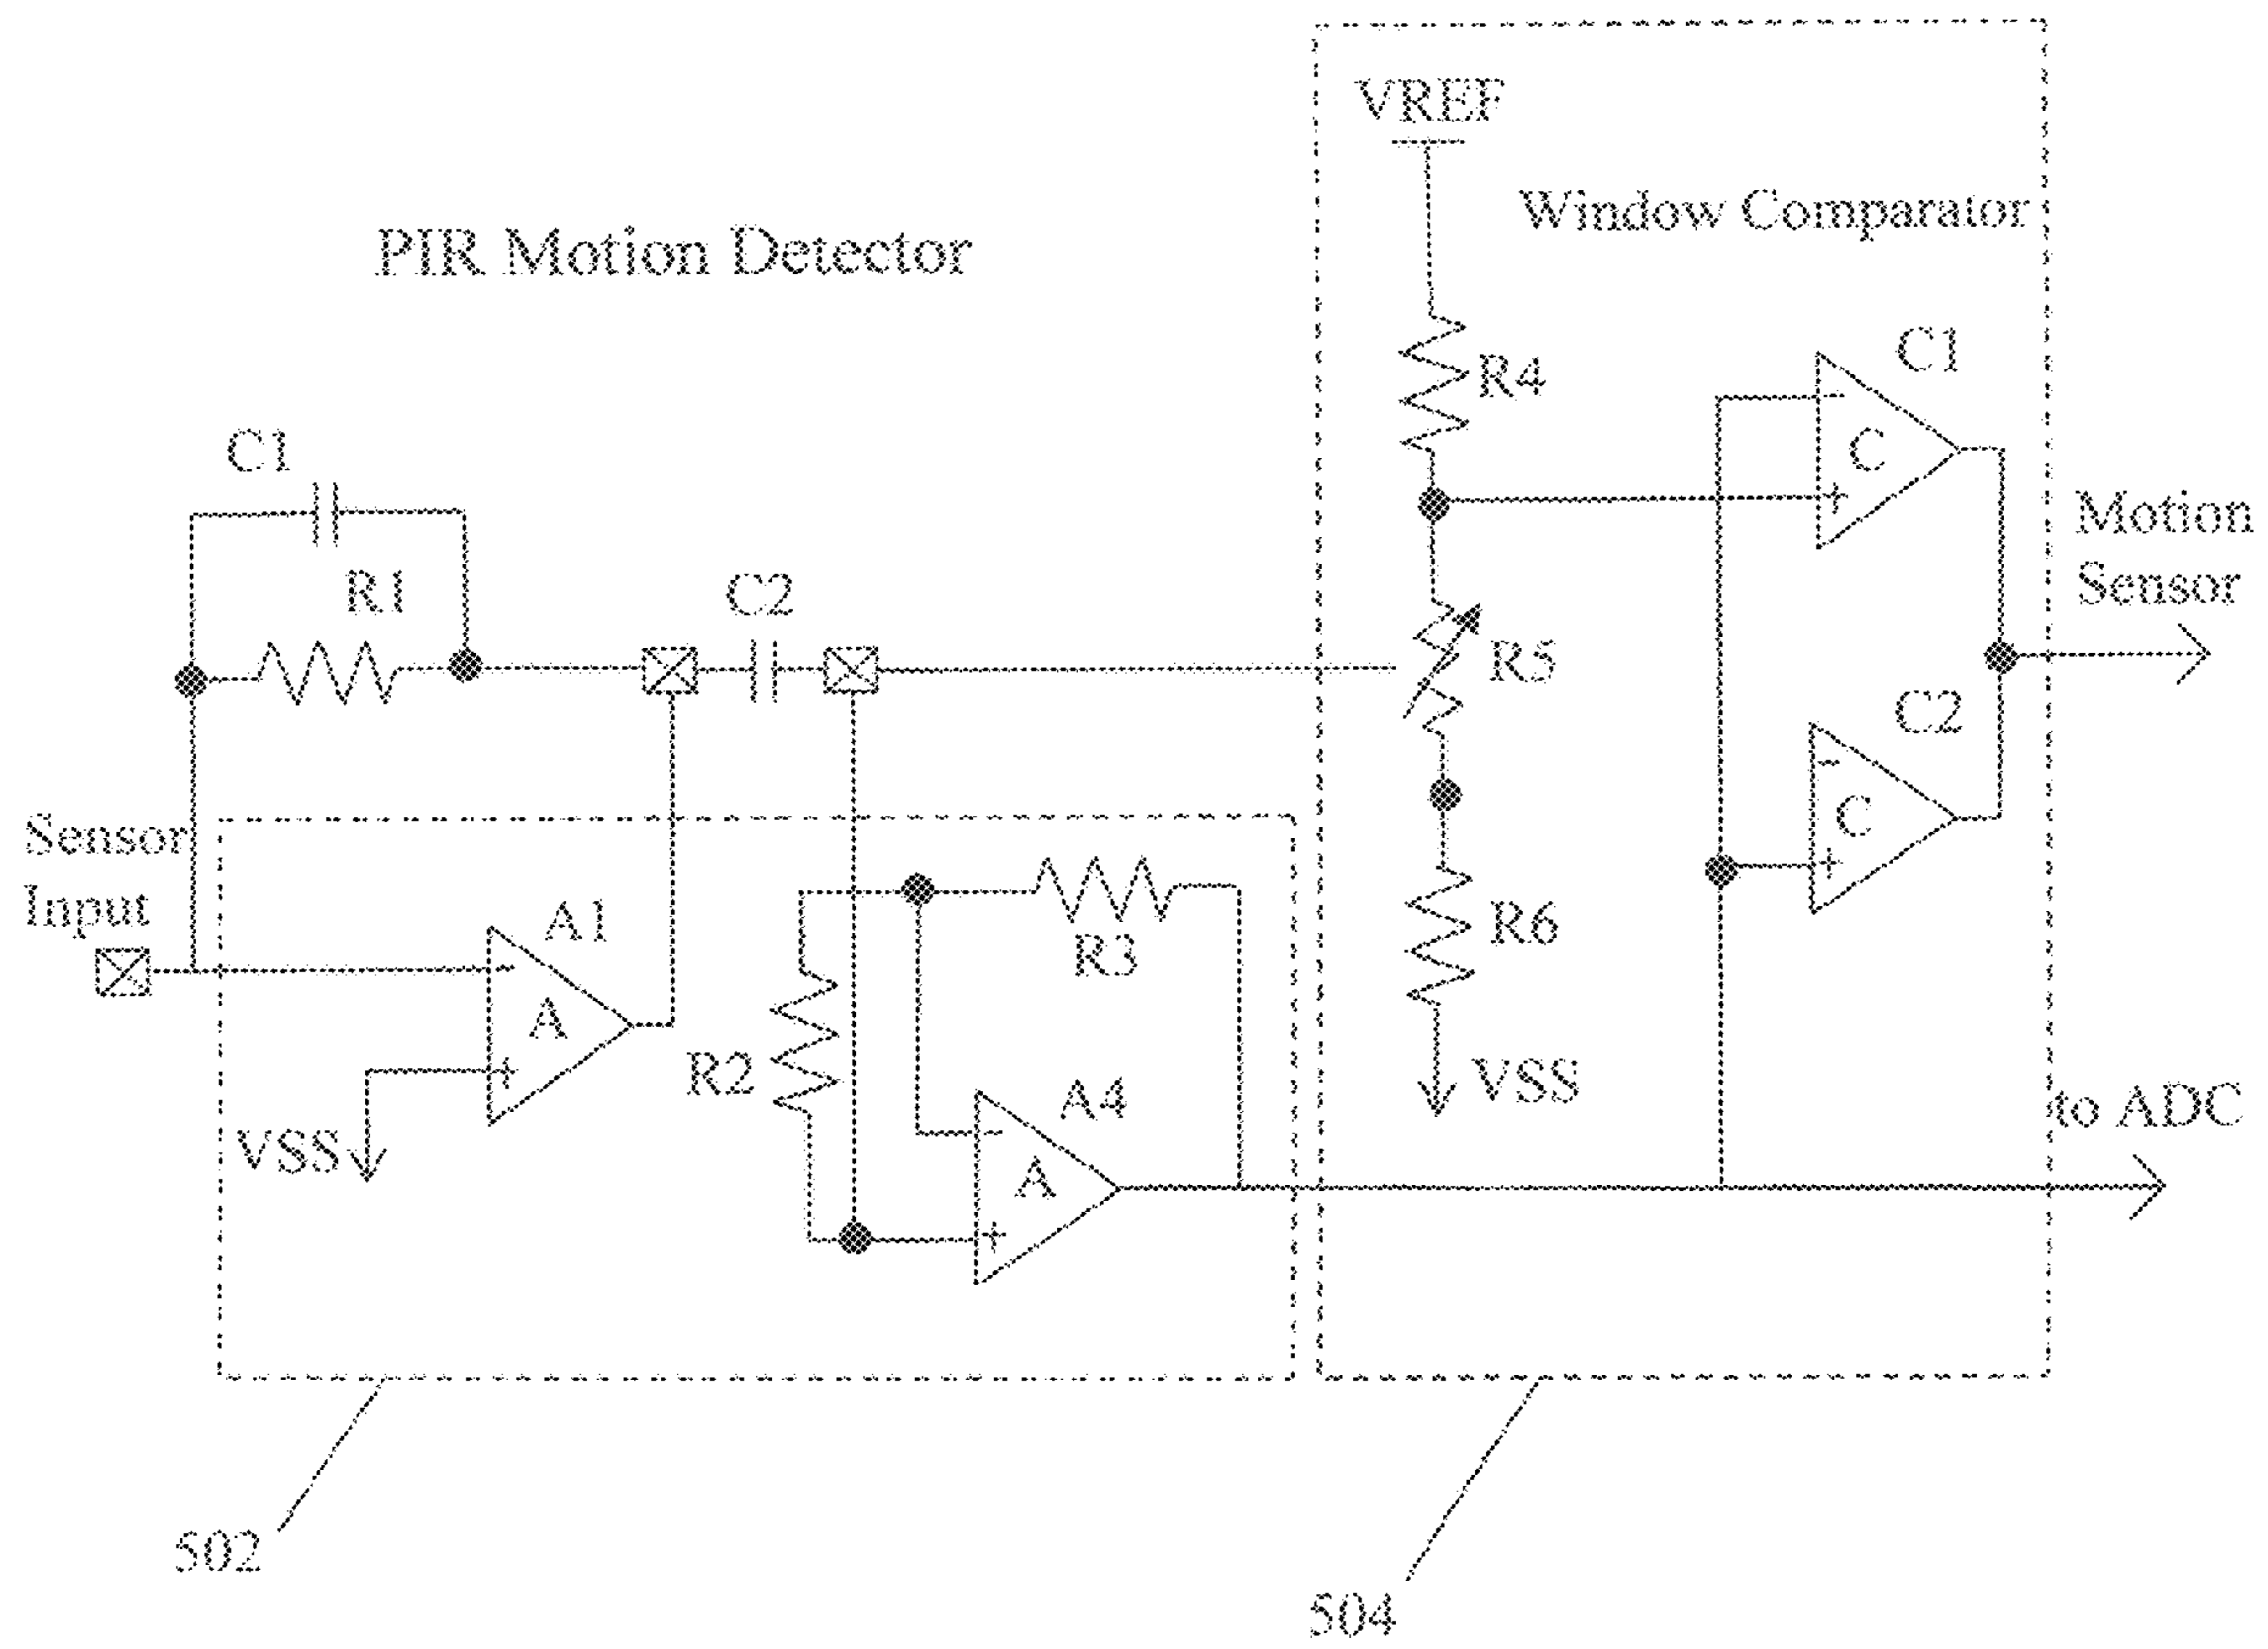 VREF
Window Comparator
PIR Motion Detector
C1
R4
C
-
+
C1
R1
C2
Motion
Sensor
R5
C2
-
C
+
Sensor
Input
A1
-
A
+
VSS
R3
R2
R6
A4
-
A
+
VSS
to ADC
502
504